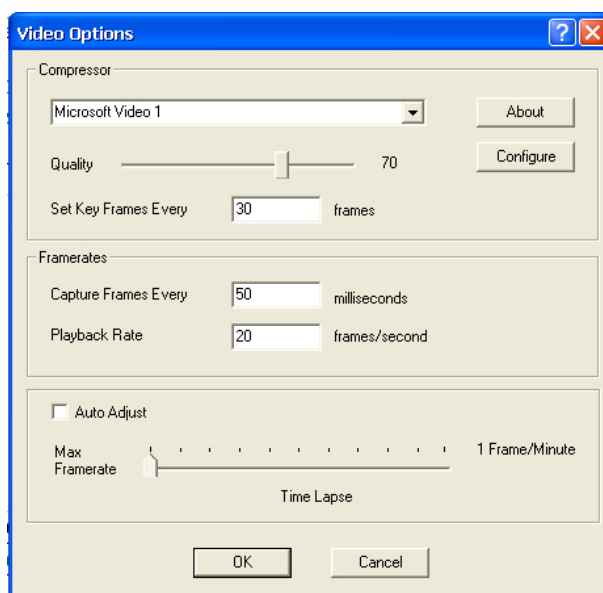 Video Options
Compressor
Microsoft Video 1
About
Quality
70
Configure
Set Key Frames Every
30
frames
Framerates
Capture Frames Every
50
milliseconds
Playback Rate
20
frames/second
Auto Adjust
Max
Framerate
1 Frame/Minute
Time Lapse
OK
Cancel